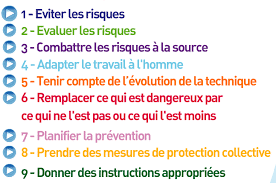 1 - Eviter les risques
2 - Evaluer les risques
3 - Combattre les risques à la source
4 - Adapter le travail à l'homme
5 - Tenir compte de l'évolution de la technique
6 - Remplacer ce qui est dangereux par
ce qui ne l'est pas ou ce qui l'est moins
7 - Planifier la prévention
8 - Prendre des mesures de protection collective
9 - Donner des instructions appropriées